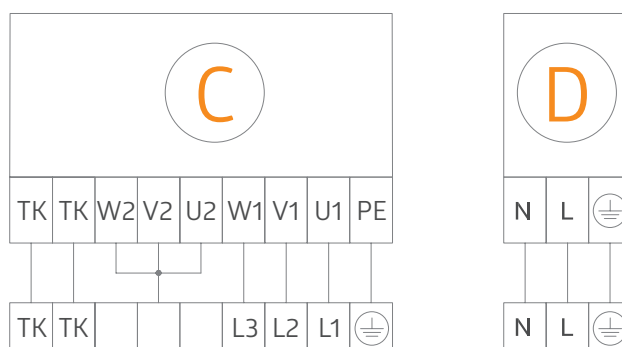 C
D
TK TK W2 V2 U2 W1 V1 U1 PE
N L
TK TK L3 L2 L1
N L